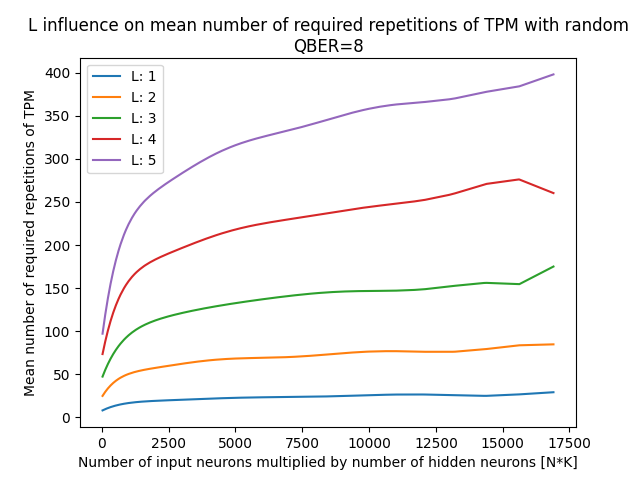 L influence on mean number of required repetitions of TPM with random
QBER=8
Mean number of required repetitions of TPM
400
350
300
250
200
150
100
50
0
L: 1
L: 2
L: 3
L: 4
L: 5
0 2500 5000 7500 10000 12500 15000 17500
Number of input neurons multiplied by number of hidden neurons [N*K]